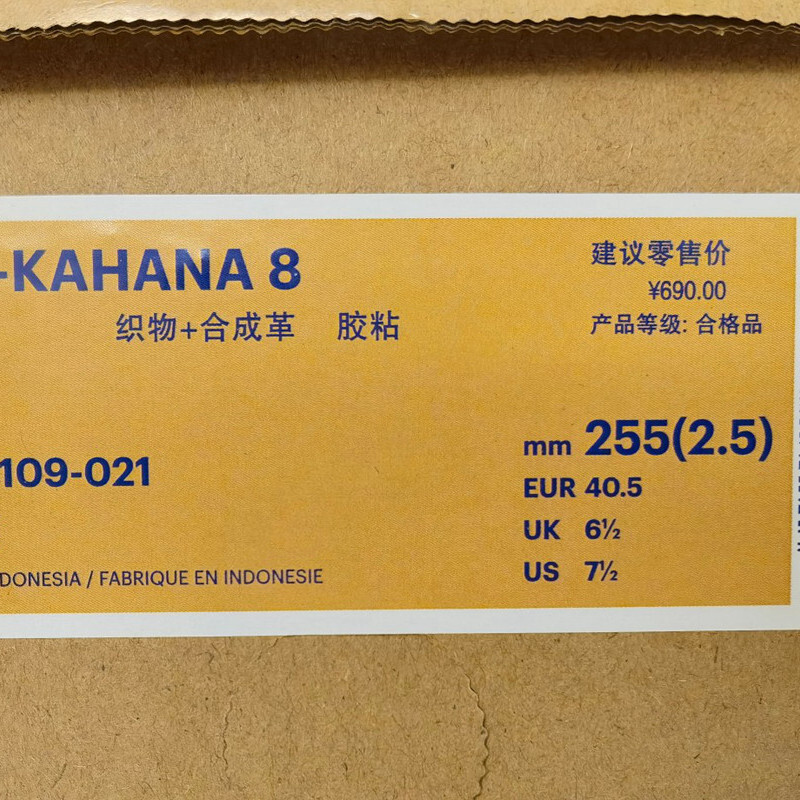 -KAHANA 8
织物+合成革 胶粘
建议零售价
¥690.00
产品等级: 合格品
109-021
mm 255(2.5)
EUR 40.5
UK 6½
US 7½
DONESIA / FABRIQUE EN INDONESIE